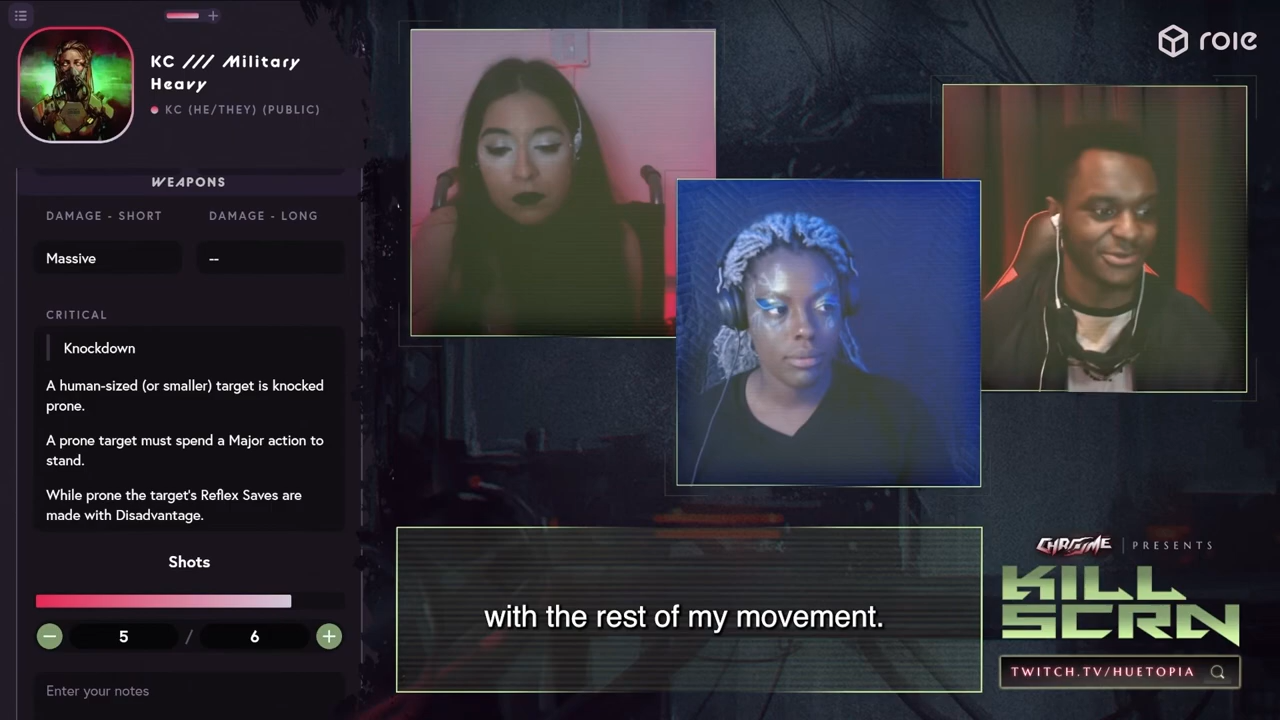 KC /// Military
Heavy
KC (HE/THEY) (PUBLIC)
WEAPONS
DAMAGE - SHORT
DAMAGE - LONG
Massive
--
CRITICAL
Knockdown
A human-sized (or smaller) target is knocked
prone.
A prone target must spend a Major action to
stand.
While prone the target's Reflex Saves are
made with Disadvantage.
Shots
5 / 6
Enter your notes
role
with the rest of my movement.
CHROME | PRESENTS
KILL
SCRN
TWITCH.TV/HUETOPIA